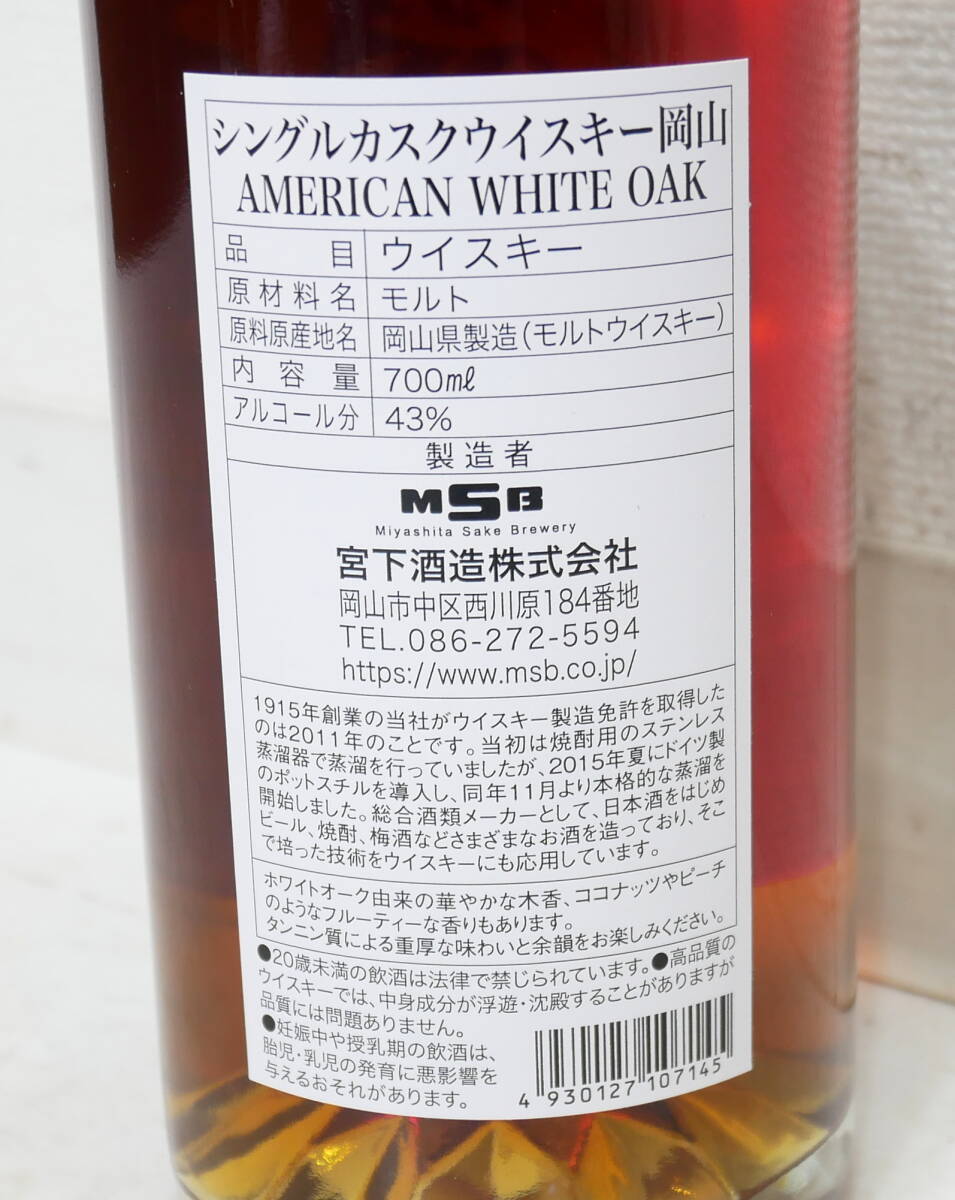 シングルカスクウイスキー岡山
AMERICAN WHITE OAK
品目 ウイスキー
原材料名 モルト
原料原産地名 岡山県製造(モルトウイスキー)
内容量 700㎖
アルコール分 43%
製造者
MSB
Miyashita Sake Brewery
宮下酒造株式会社
岡山市中区西川原184番地
TEL.086-272-5594
https://www.msb.co.jp/
1915年創業の当社がウイスキー製造免許を取得した
のは2011年のことです。当初は焼酎用のステンレス
蒸溜器で蒸溜を行っていましたが、2015年夏にドイツ製
のポットスチルを導入し、同年11月より本格的な蒸溜を
開始しました。総合酒類メーカーとして、日本酒をはじめ
ビール、焼酎、梅酒などさまざまなお酒を造っており、そこ
で培った技術をウイスキーにも応用しています。
ホワイトオーク由来の華やかな木香、ココナッツやピーチ
のようなフルーティーな香りもあります。
タンニン質による重厚な味わいと余韻をお楽しみください。
●20歳未満の飲酒は法律で禁じられています。●高品質の
ウイスキーでは、中身成分が浮遊・沈殿することがありますが
品質には問題ありません。
●妊娠中や授乳期の飲酒は、
胎児・乳児の発育に悪影響を
与えるおそれがあります。
4 930127 107145